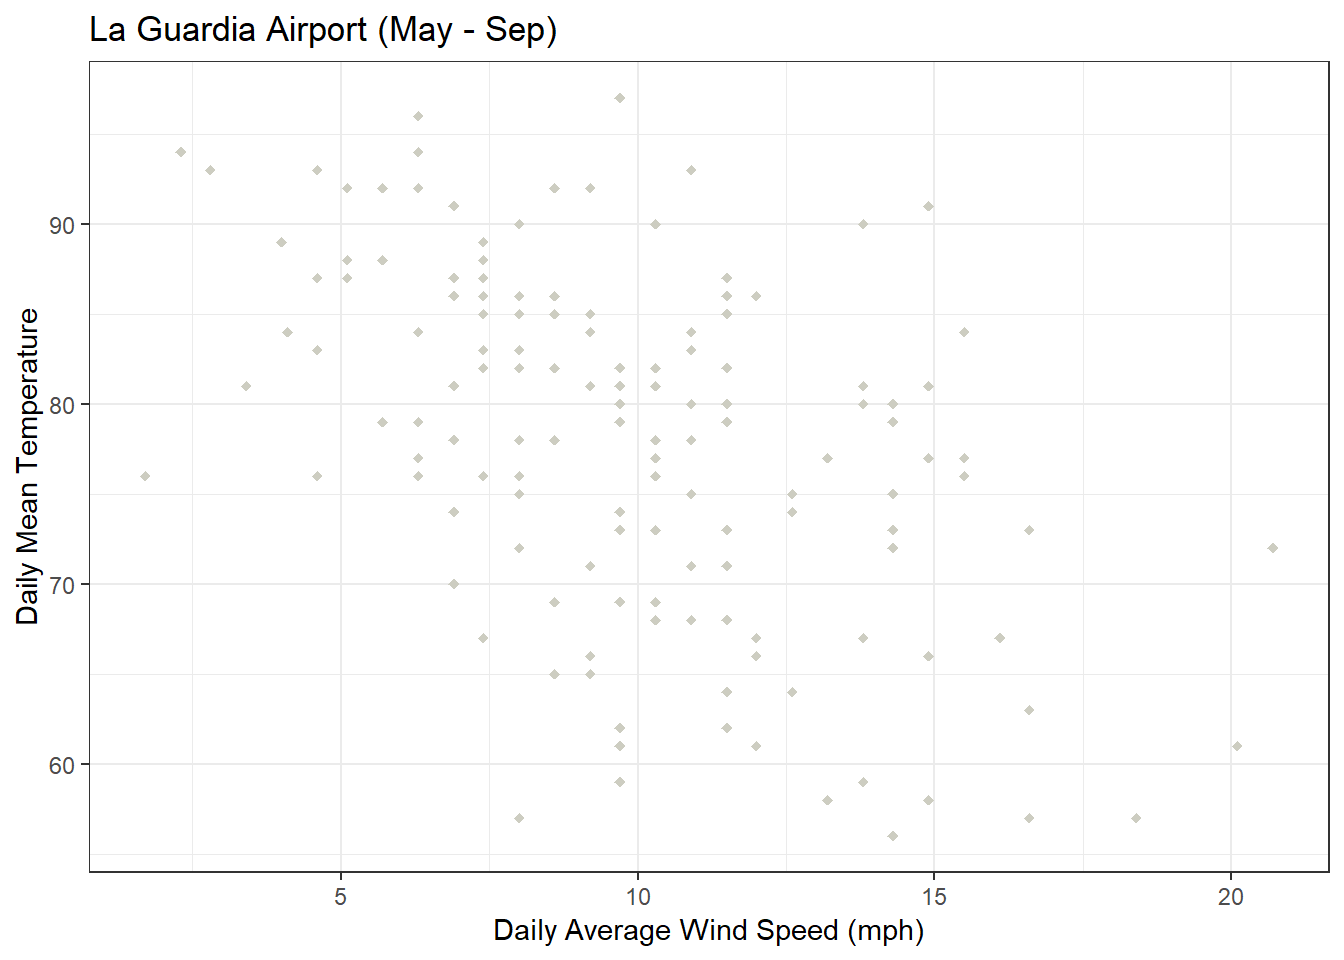 La Guardia Airport (May - Sep)
Daily Mean Temperature
90
80
70
60
5 10 15 20
Daily Average Wind Speed (mph)